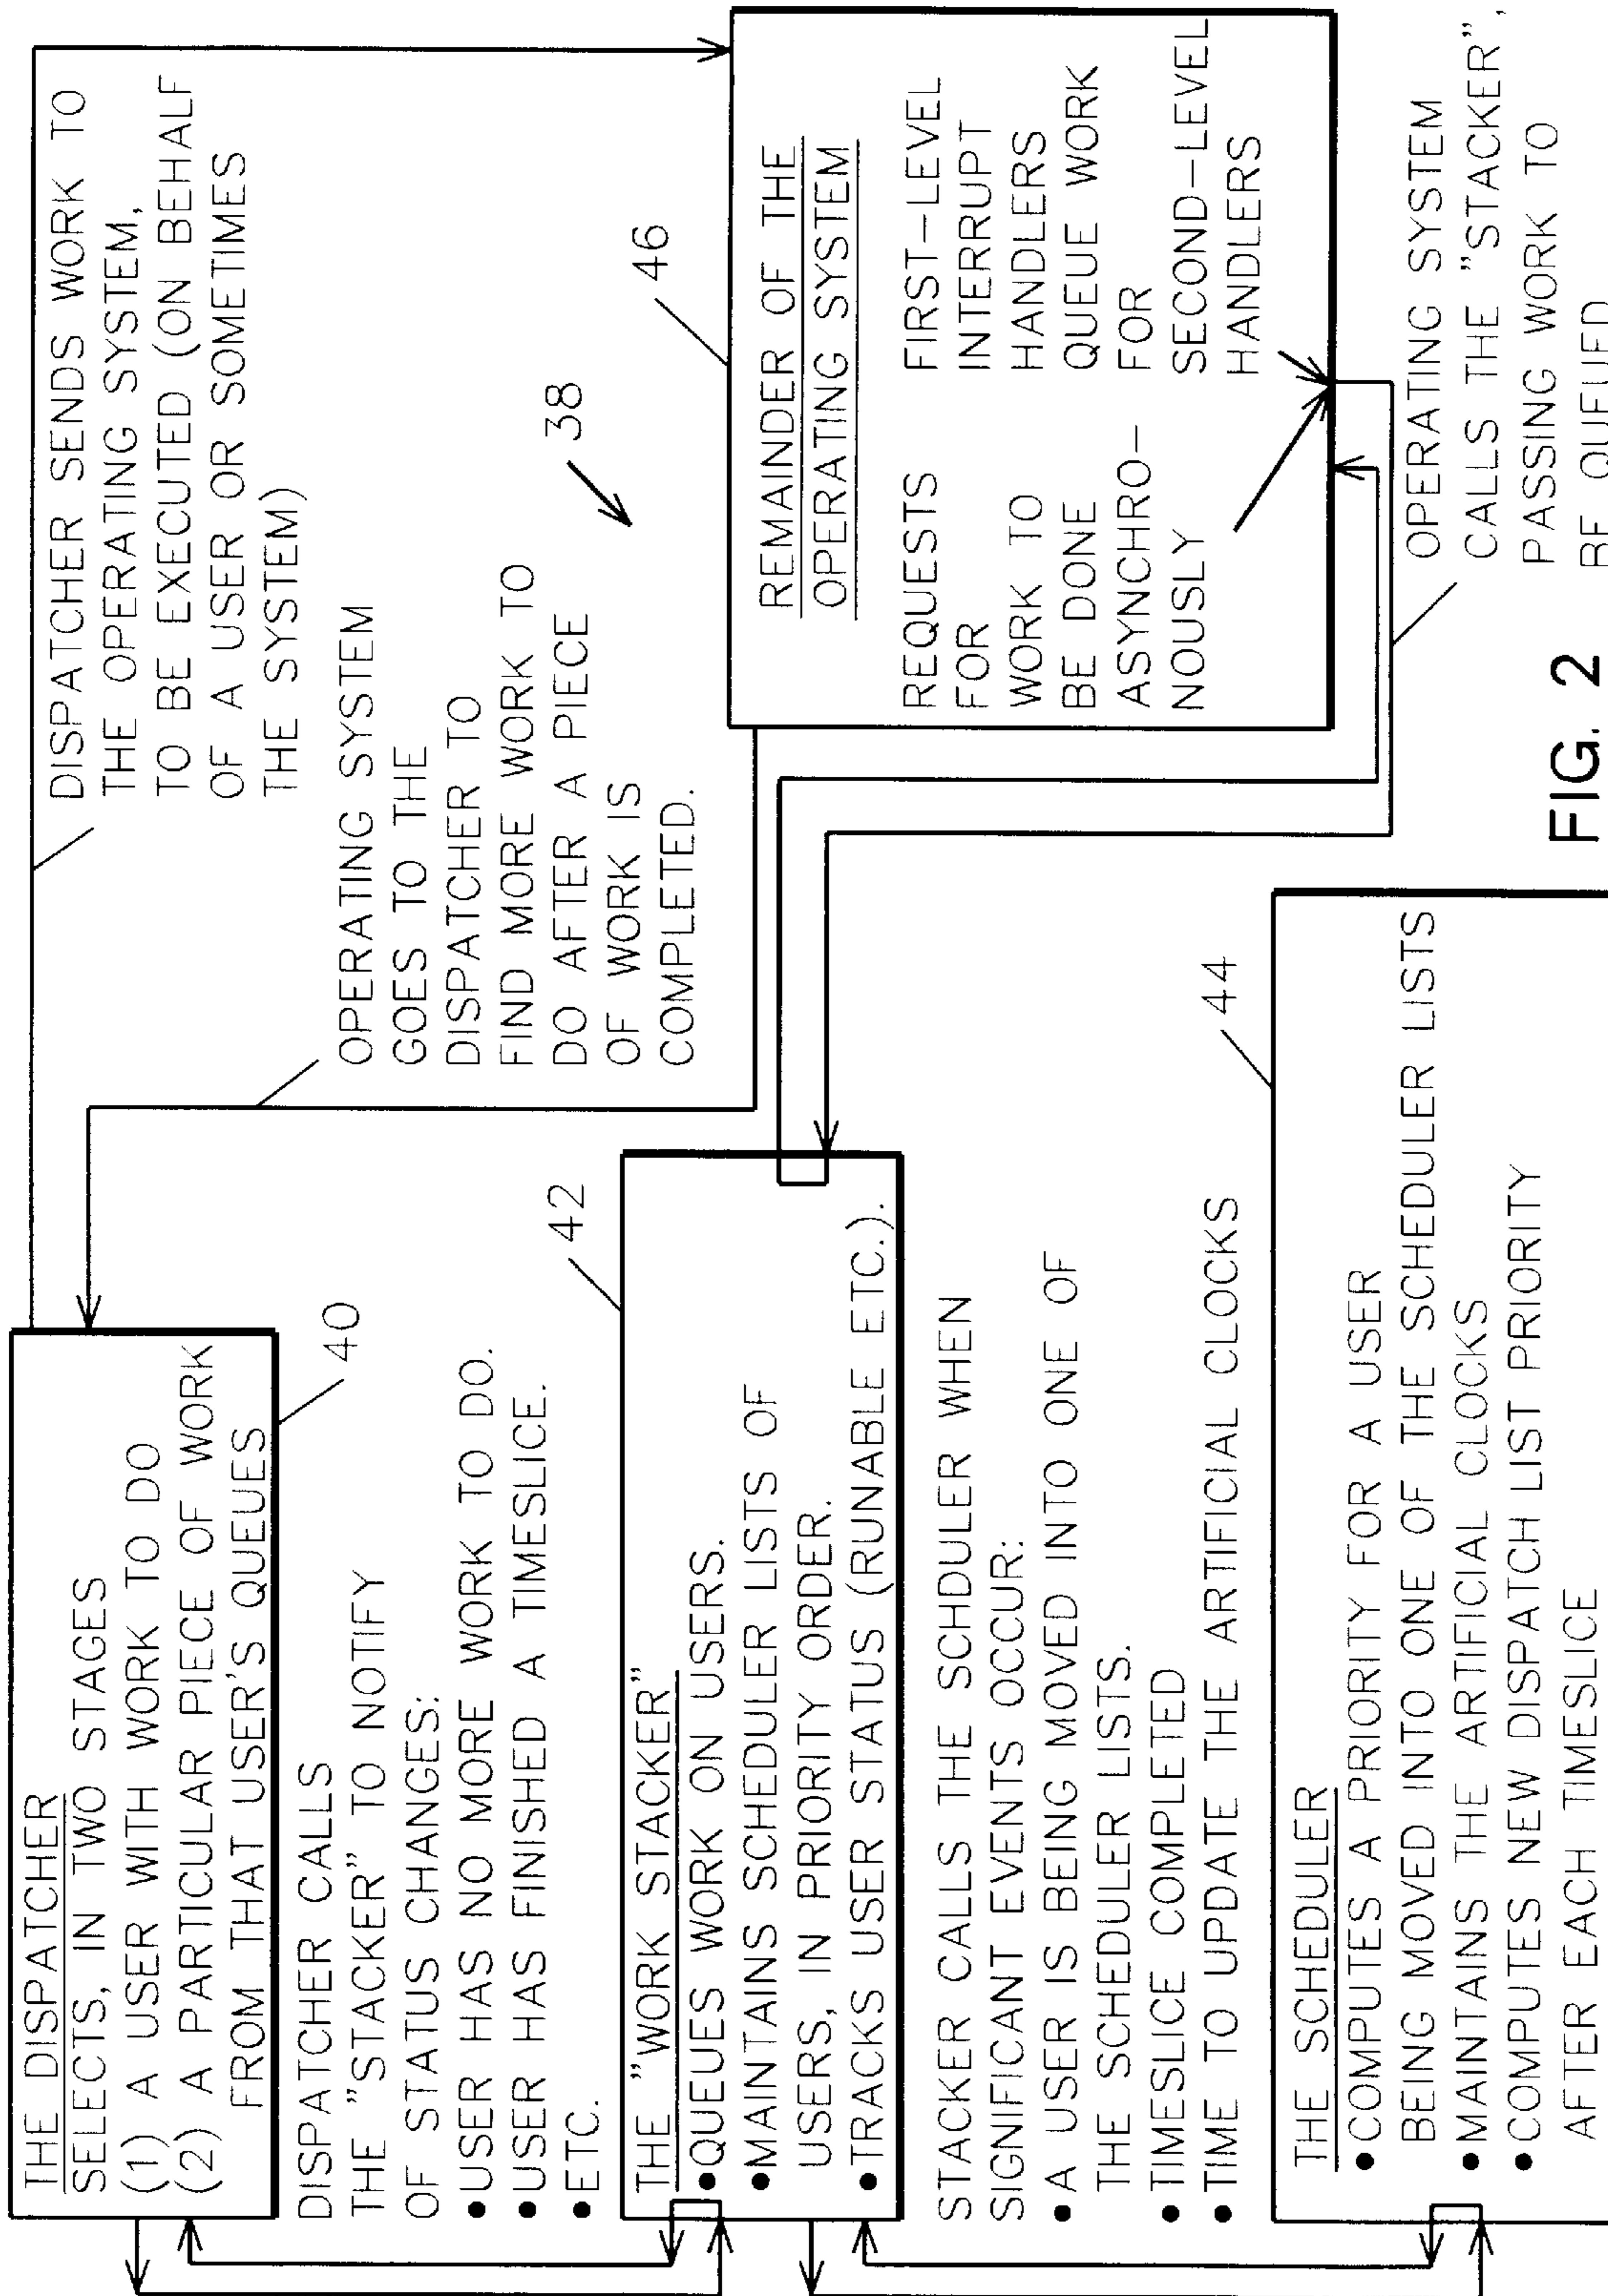 THE DISPATCHER
SELECTS, IN TWO STAGES
(1) A USER WITH WORK TO DO
(2) A PARTICULAR PIECE OF WORK
FROM THAT USER'S QUEUES
40
DISPATCHER CALLS
THE "STACKER" TO NOTIFY
OF STATUS CHANGES:
•USER HAS NO MORE WORK TO DO.
•USER HAS FINISHED A TIMESLICE.
•ETC.
42
THE "WORK STACKER"
•QUEUES WORK ON USERS.
•MAINTAINS SCHEDULER LISTS OF
USERS, IN PRIORITY ORDER.
•TRACKS USER STATUS (RUNABLE ETC.).
STACKER CALLS THE SCHDULER WHEN
SIGNIFICANT EVENTS OCCUR:
• A USER IS BEING MOVED INTO ONE OF
THE SCHEDULER LISTS.
• TIMESLICE COMPLETED
• TIME TO UPDATE THE ARTIFICIAL CLOCKS
44
THE SCHEDULER
•COMPUTES A PRIORITY FOR A USER
BEING MOVED INTO ONE OF THE SCHEDULER LISTS
•MAINTAINS THE ARTIFICIAL CLOCKS
•COMPUTES NEW DISPATCH LIST PRIORITY
AFTER EACH TIMESLICE
DISPATCHER SENDS WORK TO
THE OPERATING SYSTEM,
TO BE EXECUTED (ON BEHALF
OF A USER OR SOMETIMES
THE SYSTEM)
OPERATING SYSTEM
GOES TO THE
DISPATCHER TO
FIND MORE WORK TO
DO AFTER A PIECE
OF WORK IS
COMPLETED.
38
46
REMAINDER OF THE
OPERATING SYSTEM
REQUESTS
FOR
WORK TO
BE DONE
ASYNCHRO-
NOUSLY
FIRST-LEVEL
INTERRUPT
HANDLERS
QUEUE WORK
FOR
SECOND-LEVEL
HANDLERS
OPERATING SYSTEM
CALLS THE "STACKER",
PASSING WORK TO
BE QUEUED
FIG. 2